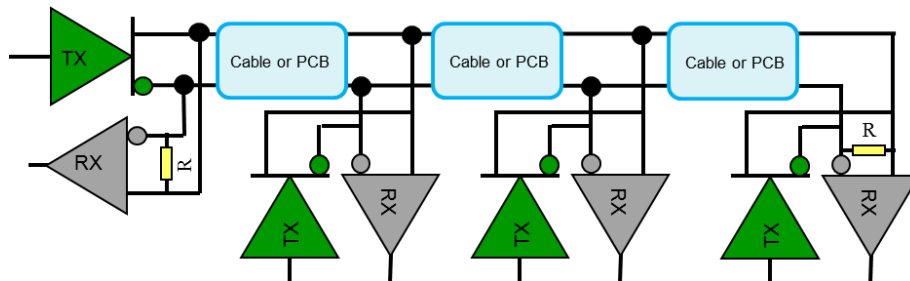 TX
Cable or PCB
Cable or PCB
Cable or PCB
RX
R
R
TX
RX
TX
RX
TX
RX